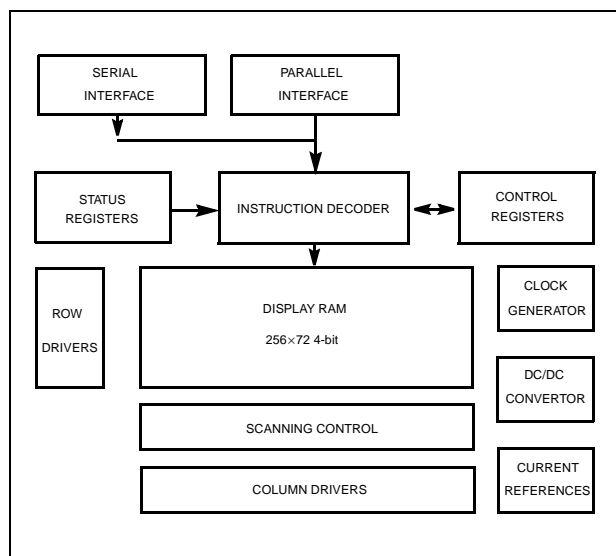 SERIAL
INTERFACE
PARALLEL
INTERFACE
STATUS
REGISTERS
INSTRUCTION DECODER
CONTROL
REGISTERS
ROW
DRIVERS
DISPLAY RAM
256×72 4-bit
CLOCK
GENERATOR
DC/DC
CONVERTOR
SCANNING CONTROL
COLUMN DRIVERS
CURRENT
REFERENCES